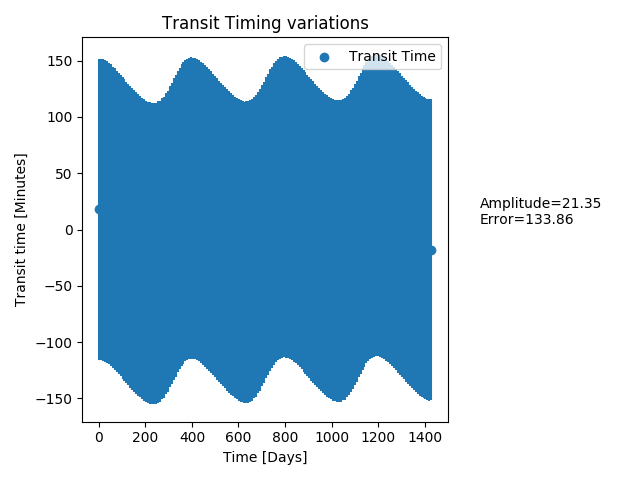 Transit Timing variations
Transit Time
Transit time [Minutes]
150
100
50
0
−50
−100
−150
0 200 400 600 800 1000 1200 1400
Time [Days]
Amplitude=21.35
Error=133.86